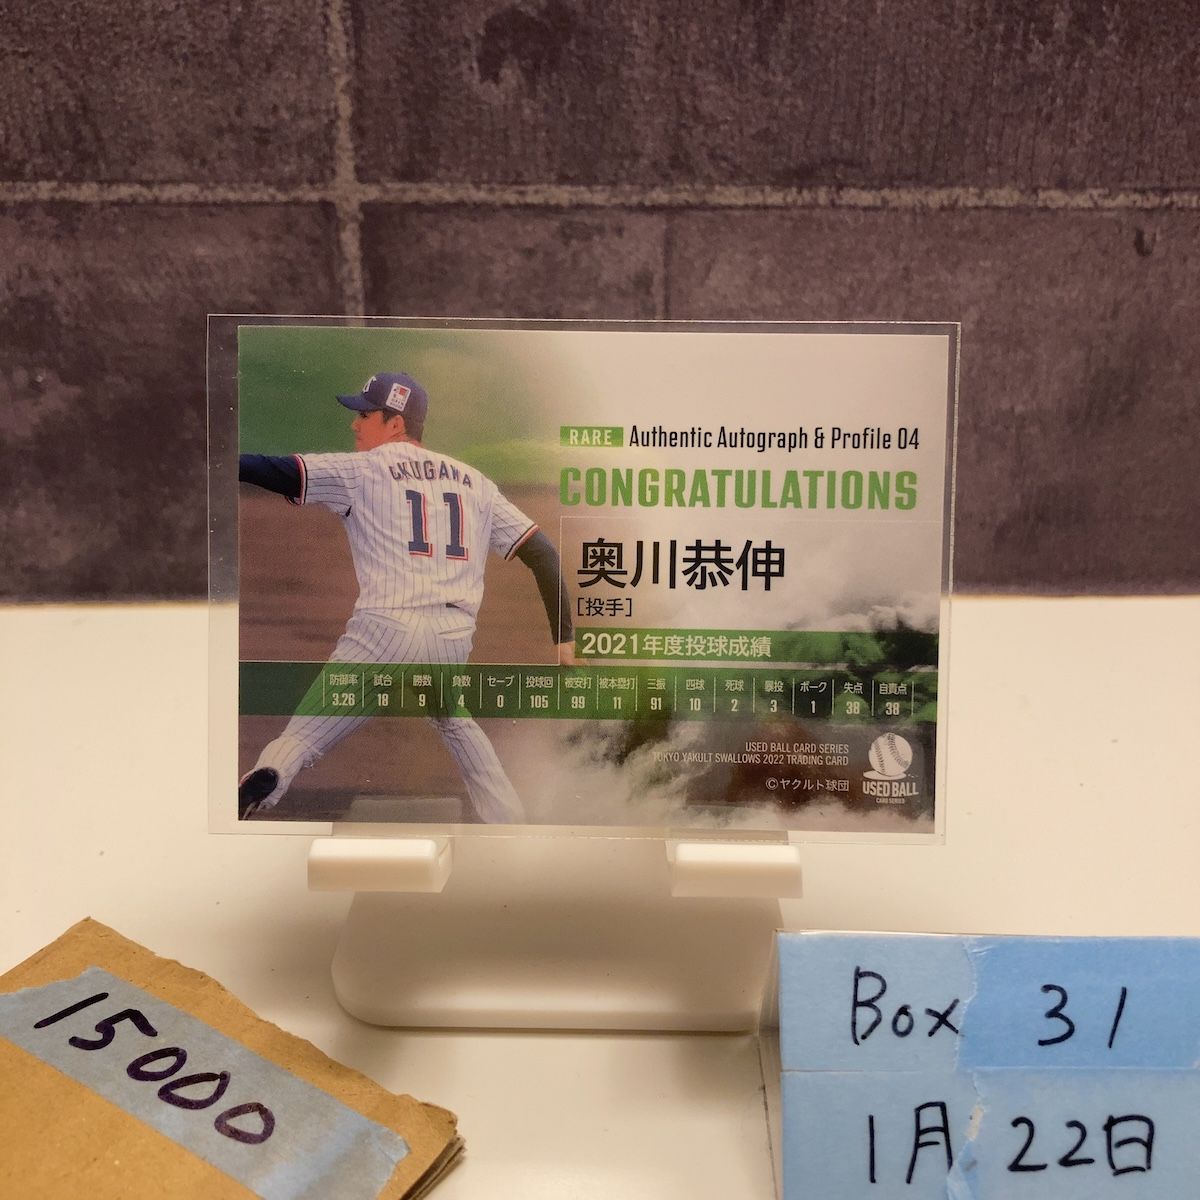 OKUGAWA
11
RARE Authentic Autograph & Profile 04
CONGRATULATIONS
奥川恭伸
[投手]
2021年度投球成績
防御率 試合 勝数 負数 セーブ 投球回 被安打 被本塁打 三振 四球 死球 暴投 ボーク 失点 自責点
3.26 18 9 4 0 105 99 11 91 10 2 3 1 38 38
USED BALL CARD SERIES
TOKYO YAKULT SWALLOWS 2022 TRADING CARD
©ヤクルト球団
USED BALL
CARD SERIES
15000
Box 31
1月22日